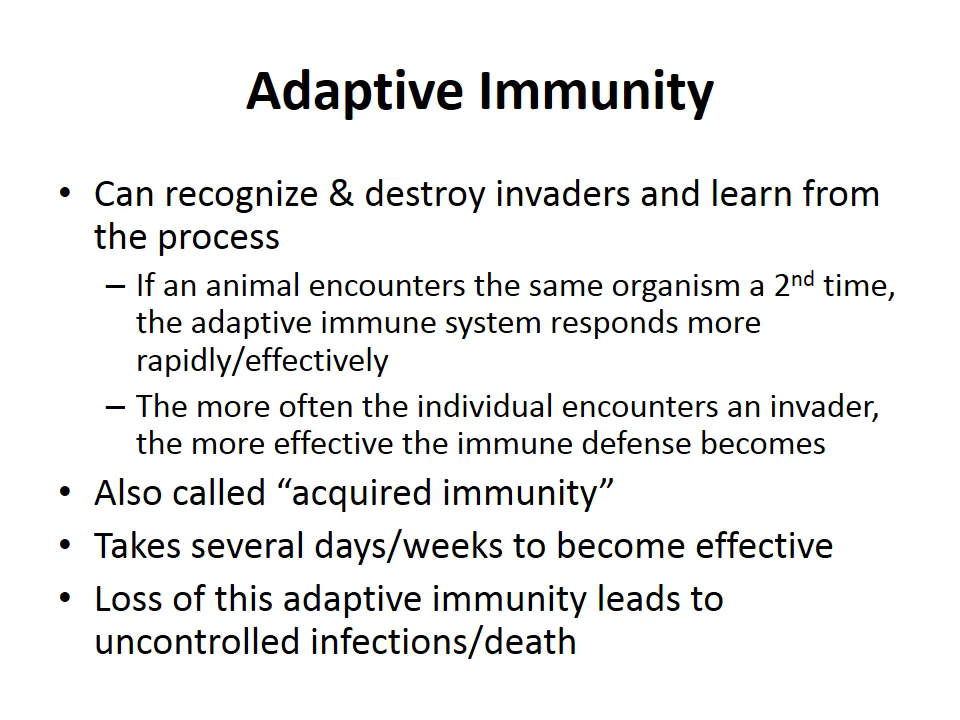 Adaptive Immunity
• Can recognize & destroy invaders and learn from
the process
– If an animal encounters the same organism a 2nd time,
the adaptive immune system responds more
rapidly/effectively
– The more often the individual encounters an invader,
the more effective the immune defense becomes
• Also called “acquired immunity”
• Takes several days/weeks to become effective
• Loss of this adaptive immunity leads to
uncontrolled infections/death